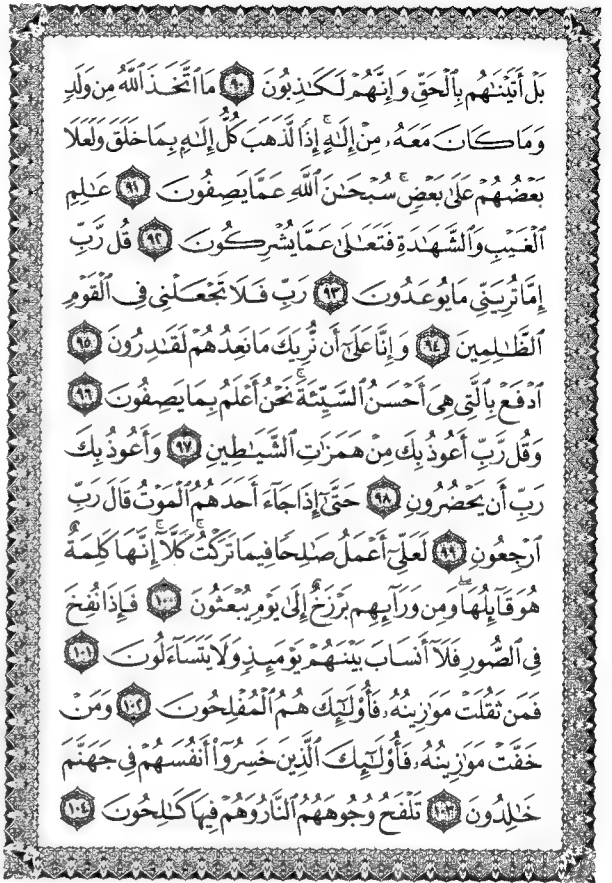 بَلْ أَتَيْنَٰهُم بِٱلْحَقِّ وَإِنَّهُمْ لَكَٰذِبُونَ ٩٠ مَا ٱتَّخَذَ ٱللَّهُ مِن وَلَدٍ
وَمَا كَانَ مَعَهُۥ مِنْ إِلَٰهٍ ۚ إِذًا لَّذَهَبَ كُلُّ إِلَٰهٍۭ بِمَا خَلَقَ وَلَعَلَا
بَعْضُهُمْ عَلَىٰ بَعْضٍ ۚ سُبْحَٰنَ ٱللَّهِ عَمَّا يَصِفُونَ ٩١ عَٰلِمِ
ٱلْغَيْبِ وَٱلشَّهَٰدَةِ فَتَعَٰلَىٰ عَمَّا يُشْرِكُونَ ٩٢ قُل رَّبِّ
إِمَّا تُرِيَنِّى مَا يُوعَدُونَ ٩٣ رَبِّ فَلَا تَجْعَلْنِى فِى ٱلْقَوْمِ
ٱلظَّٰلِمِينَ ٩٤ وَإِنَّا عَلَىٰٓ أَن نُّرِيَكَ مَا نَعِدُهُمْ لَقَٰدِرُونَ ٩٥
ٱدْفَعْ بِٱلَّتِى هِىَ أَحْسَنُ ٱلسَّيِّئَةَ ۚ نَحْنُ أَعْلَمُ بِمَا يَصِفُونَ ٩٦
وَقُل رَّبِّ أَعُوذُ بِكَ مِنْ هَمَزَٰتِ ٱلشَّيَٰطِينِ ٩٧ وَأَعُوذُ بِكَ
رَبِّ أَن يَحْضُرُونِ ٩٨ حَتَّىٰٓ إِذَا جَآءَ أَحَدَهُمُ ٱلْمَوْتُ قَالَ رَبِّ
ٱرْجِعُونِ ٩٩ لَعَلِّىٓ أَعْمَلُ صَٰلِحًا فِيمَا تَرَكْتُ ۚ كَلَّآ ۚ إِنَّهَا كَلِمَةٌ
هُوَ قَآئِلُهَا ۖ وَمِن وَرَآئِهِم بَرْزَخٌ إِلَىٰ يَوْمِ يُبْعَثُونَ ١٠٠ فَإِذَا نُفِخَ
فِى ٱلصُّورِ فَلَآ أَنسَابَ بَيْنَهُمْ يَوْمَئِذٍ وَلَا يَتَسَآءَلُونَ ١٠١
فَمَن ثَقُلَتْ مَوَٰزِينُهُۥ فَأُو۟لَٰٓئِكَ هُمُ ٱلْمُفْلِحُونَ ١٠٢ وَمَنْ
خَفَّتْ مَوَٰزِينُهُۥ فَأُو۟لَٰٓئِكَ ٱلَّذِينَ خَسِرُوٓا۟ أَنفُسَهُمْ فِى جَهَنَّمَ
خَٰلِدُونَ ١٠٣ تَلْفَحُ وُجُوهَهُمُ ٱلنَّارُ وَهُمْ فِيهَا كَٰلِحُونَ ١٠٤